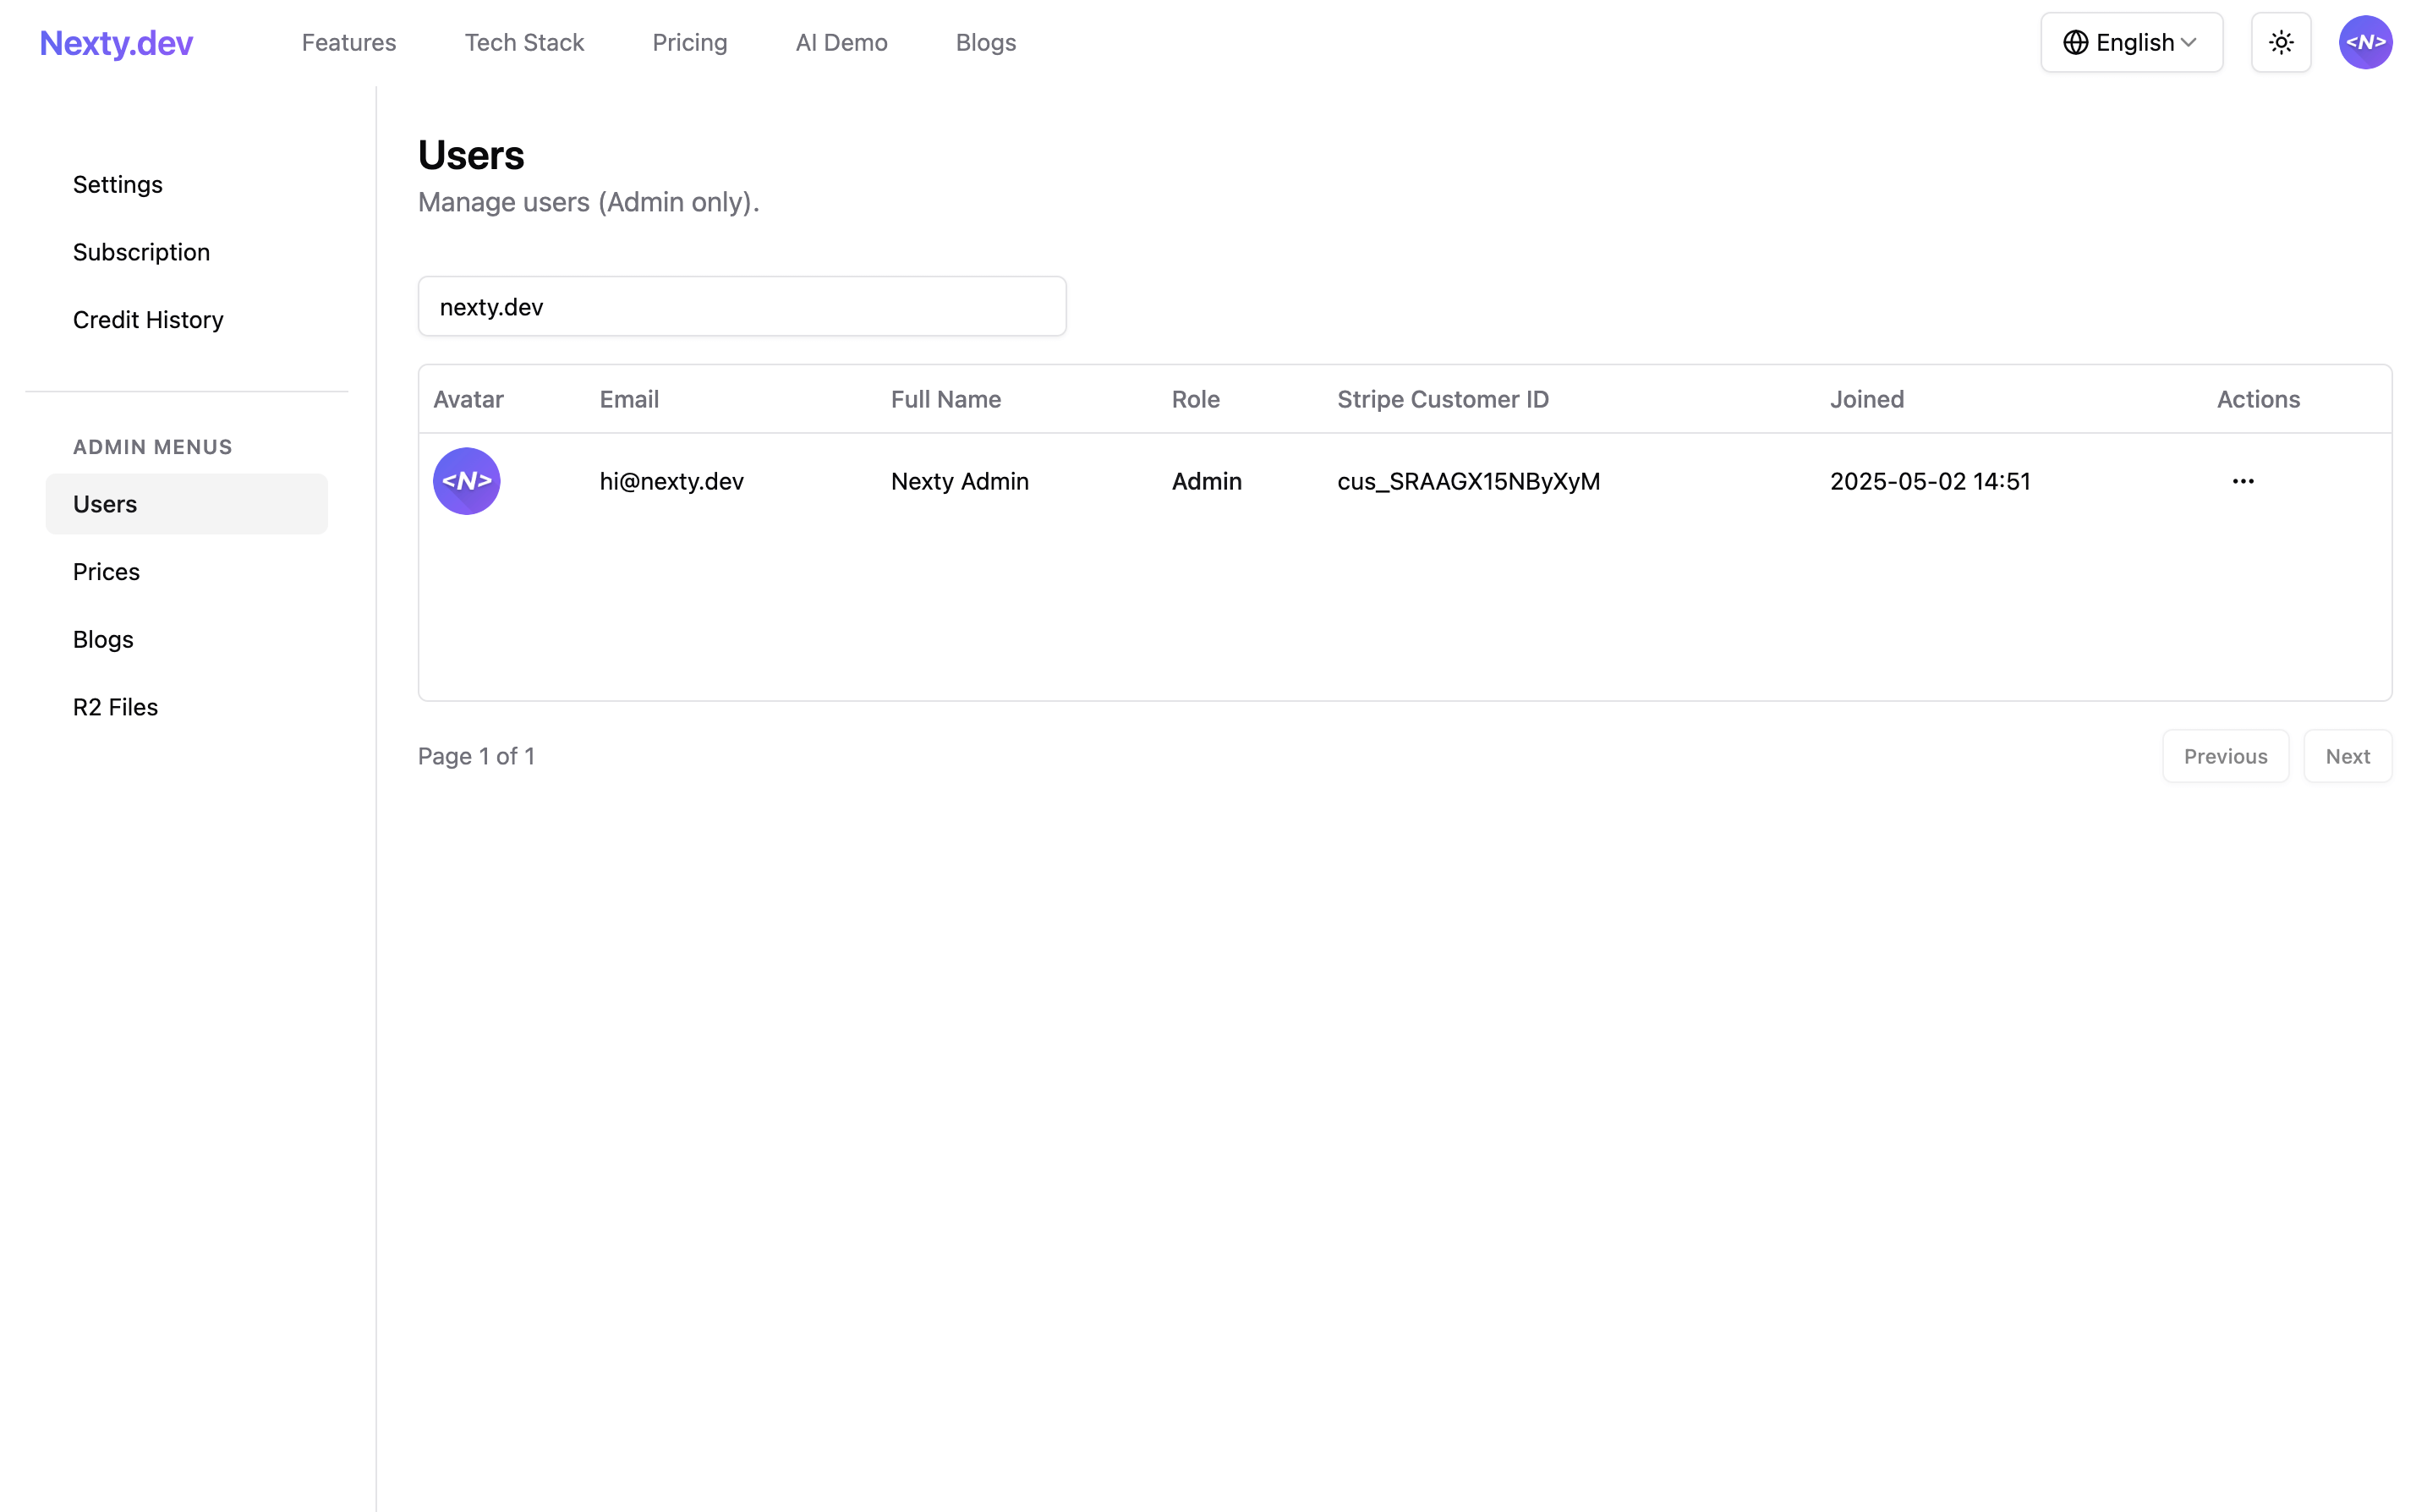 Nexty.dev Features Tech Stack Pricing AI Demo Blogs English <N>
Settings
Subscription
Credit History
ADMIN MENUS
Users
Prices
Blogs
R2 Files
Users
Manage users (Admin only).
nexty.dev
Avatar Email Full Name Role Stripe Customer ID Joined Actions
<N> hi@nexty.dev Nexty Admin Admin cus_SRAAGX15NByXyM 2025-05-02 14:51 ···
Page 1 of 1 Previous Next